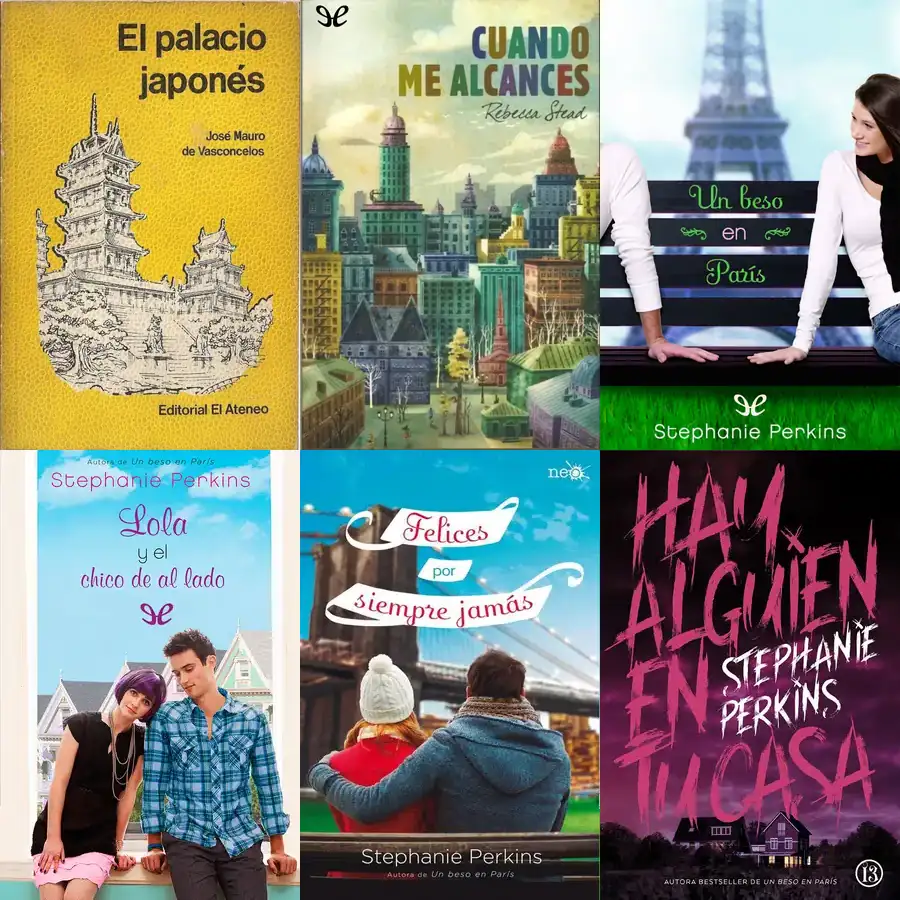 El palacio
japonés
José Mauro
de Vasconcelos
Editorial El Ateneo
CUANDO
ME ALCANCES
Rebecca Stead
Un beso
en
París
Stephanie Perkins
Autora de Un beso en París
Stephanie Perkins
Lola
y el
chico de al lado
neo
Felices
por
siempre jamás
Stephanie Perkins
Autora de Un beso en París
HAY
ALGUIEN
EN
TU CASA
STEPHANIE
PERKINS
AUTORA BESTSELLER DE UN BESO EN PARÍS
13